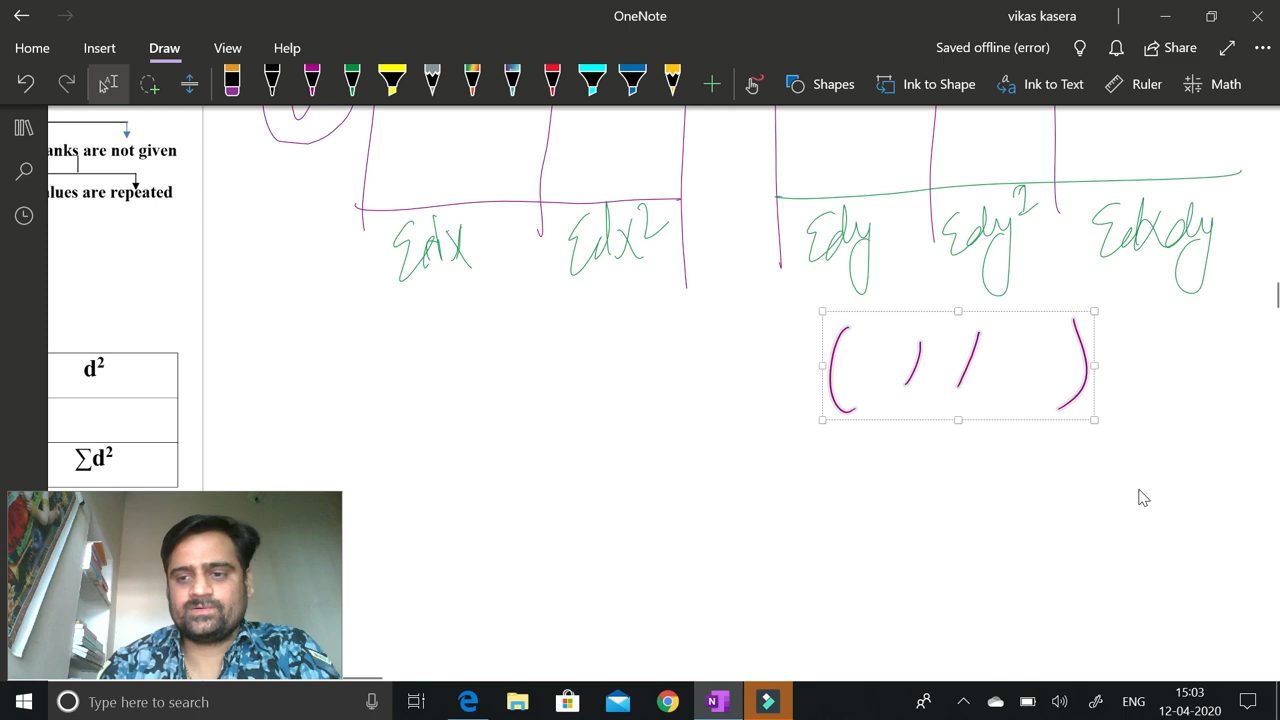 OneNote
vikas kasera
Home Insert Draw View Help
Saved offline (error) Share
Shapes Ink to Shape Ink to Text Ruler Math
anks are not given
lues are repeated
Σdx Σdx² Σdy Σdy² Σdxdy
d²
∑d²
Type here to search
ENG
15:03
12-04-2020